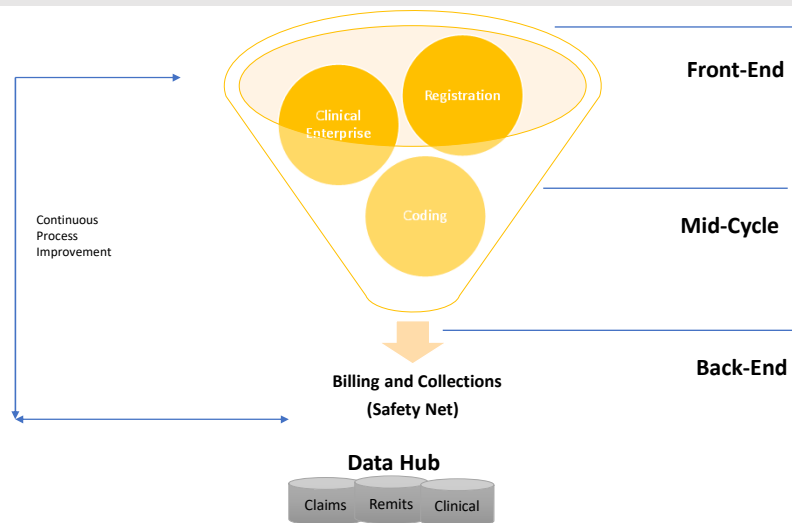 Front-End
Registration
Clinical
Enterprise
Coding
Mid-Cycle
Continuous
Process
Improvement
Back-End
Billing and Collections
(Safety Net)
Data Hub
Claims
Remits
Clinical